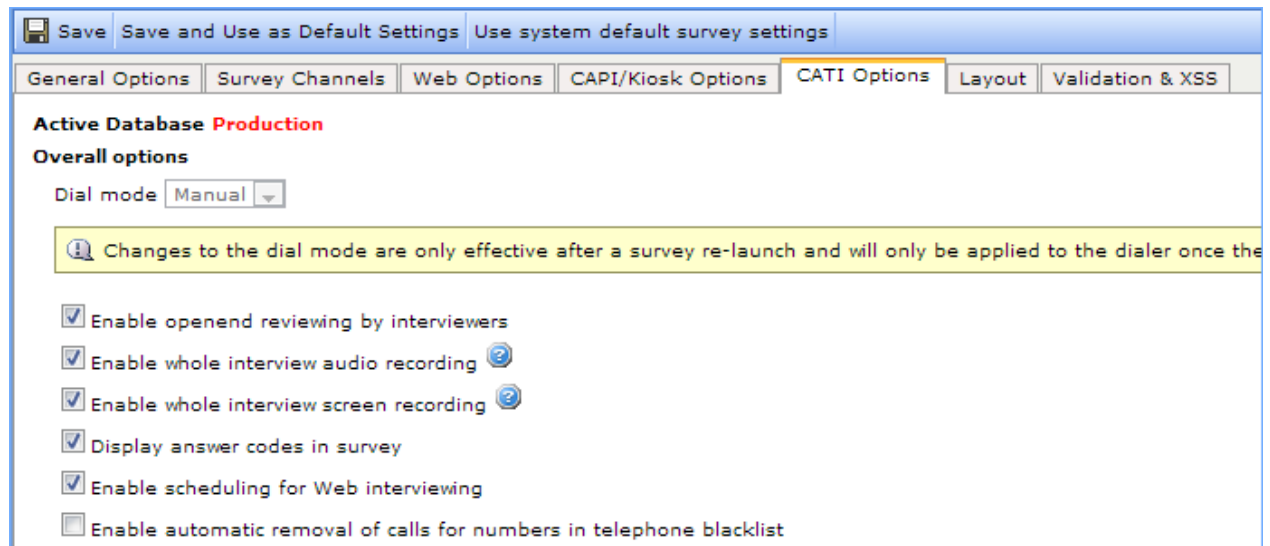 Save Save and Use as Default Settings Use system default survey settings
General Options Survey Channels Web Options CAPI/Kiosk Options CATI Options Layout Validation & XSS
Active Database Production
Overall options
Dial mode Manual
Changes to the dial mode are only effective after a survey re-launch and will only be applied to the dialer once the
Enable openend reviewing by interviewers
Enable whole interview audio recording
Enable whole interview screen recording
Display answer codes in survey
Enable scheduling for Web interviewing
Enable automatic removal of calls for numbers in telephone blacklist